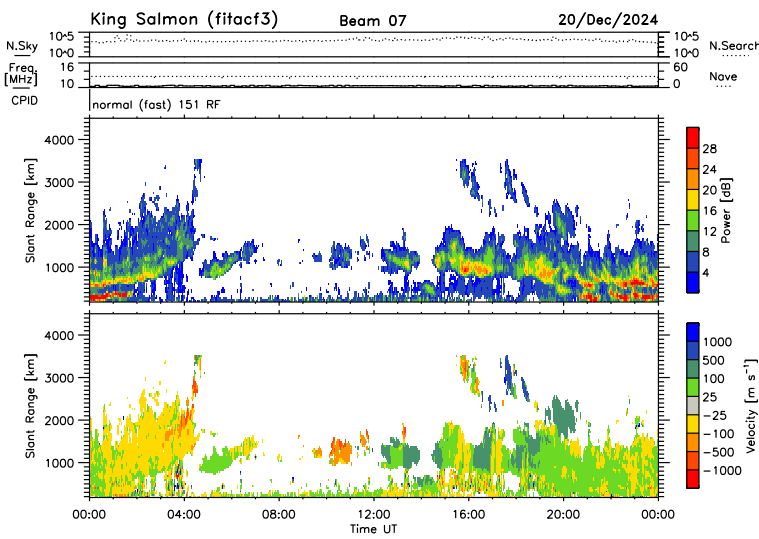 King Salmon (fitacf3) Beam 07 20/Dec/2024
N.Sky 10^5 10^0 10^5 10^0 N.Search
Freq [MHz] 16 10 60 0 Nave
CPID normal (fast) 151 RF
Slant Range [km] 4000 3000 2000 1000
Power [dB] 28 24 20 16 12 8 4
Slant Range [km] 4000 3000 2000 1000
Velocity [m s⁻¹] 1000 500 100 25 −25 −100 −500 −1000
00:00 04:00 08:00 12:00 16:00 20:00 00:00
Time UT